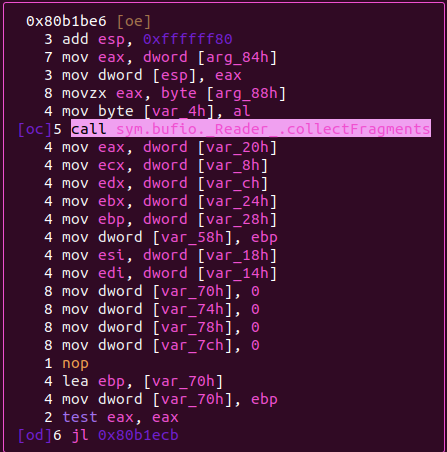 0x80b1be6 [oe]
3 add esp, 0xffffff80
7 mov eax, dword [arg_84h]
3 mov dword [esp], eax
8 movzx eax, byte [arg_88h]
4 mov byte [var_4h], al
[oc]5 call sym.bufio._Reader_.collectFragments
4 mov eax, dword [var_20h]
4 mov ecx, dword [var_8h]
4 mov edx, dword [var_ch]
4 mov ebx, dword [var_24h]
4 mov ebp, dword [var_28h]
4 mov dword [var_58h], ebp
4 mov esi, dword [var_18h]
4 mov edi, dword [var_14h]
8 mov dword [var_70h], 0
8 mov dword [var_74h], 0
8 mov dword [var_78h], 0
8 mov dword [var_7ch], 0
1 nop
4 lea ebp, [var_70h]
4 mov dword [var_70h], ebp
2 test eax, eax
[od]6 jl 0x80b1ecb